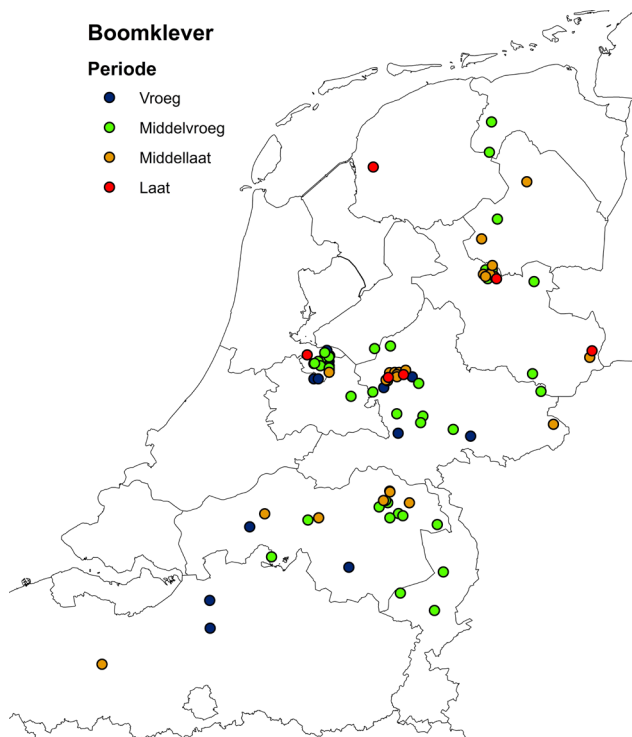 Boomklever
Periode
Vroeg
Middelvroeg
Middellaat
Laat